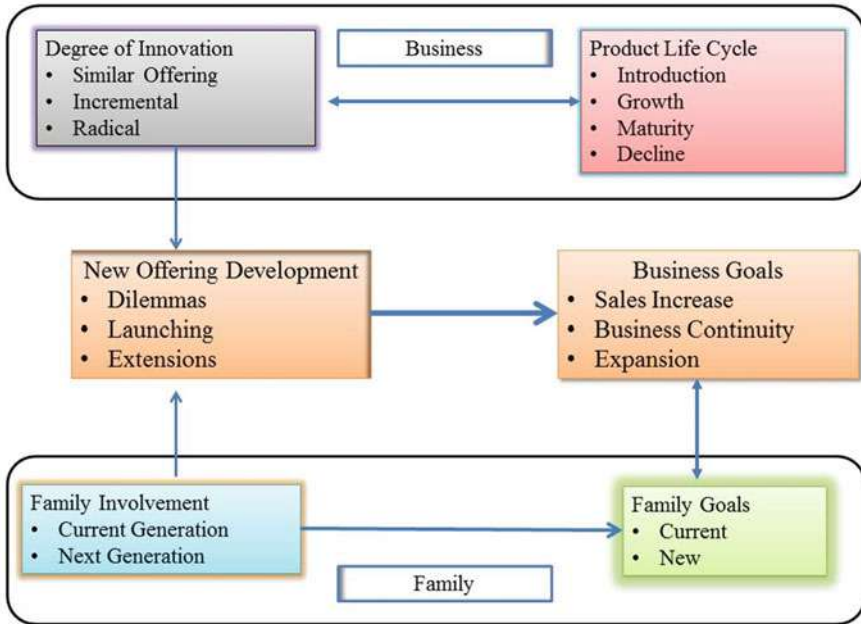 Degree of Innovation
• Similar Offering
• Incremental
• Radical
Business
Product Life Cycle
• Introduction
• Growth
• Maturity
• Decline
New Offering Development
• Dilemmas
• Launching
• Extensions
Business Goals
• Sales Increase
• Business Continuity
• Expansion
Family Involvement
• Current Generation
• Next Generation
Family Goals
• Current
• New
Family